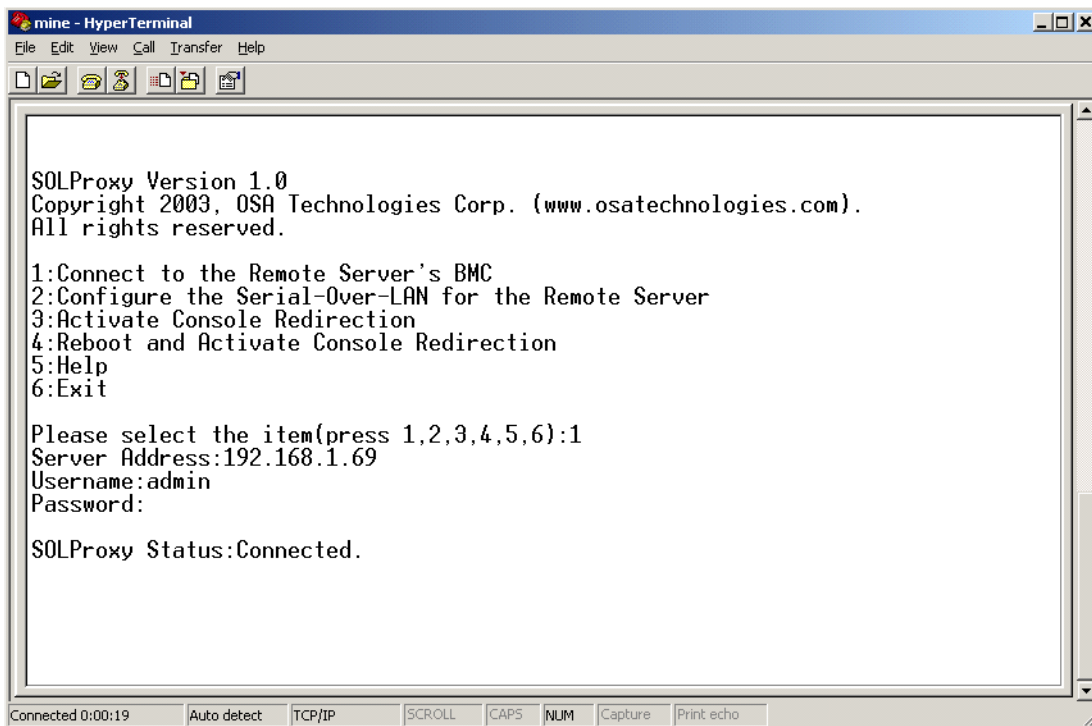 mine - HyperTerminal
File Edit View Call Transfer Help
SOLProxy Version 1.0
Copyright 2003, OSA Technologies Corp. (www.osatechnologies.com).
All rights reserved.
1:Connect to the Remote Server's BMC
2:Configure the Serial-Over-LAN for the Remote Server
3:Activate Console Redirection
4:Reboot and Activate Console Redirection
5:Help
6:Exit
Please select the item(press 1,2,3,4,5,6):1
Server Address:192.168.1.69
Username:admin
Password:
SOLProxy Status:Connected.
Connected 0:00:19 Auto detect TCP/IP SCROLL CAPS NUM Capture Print echo